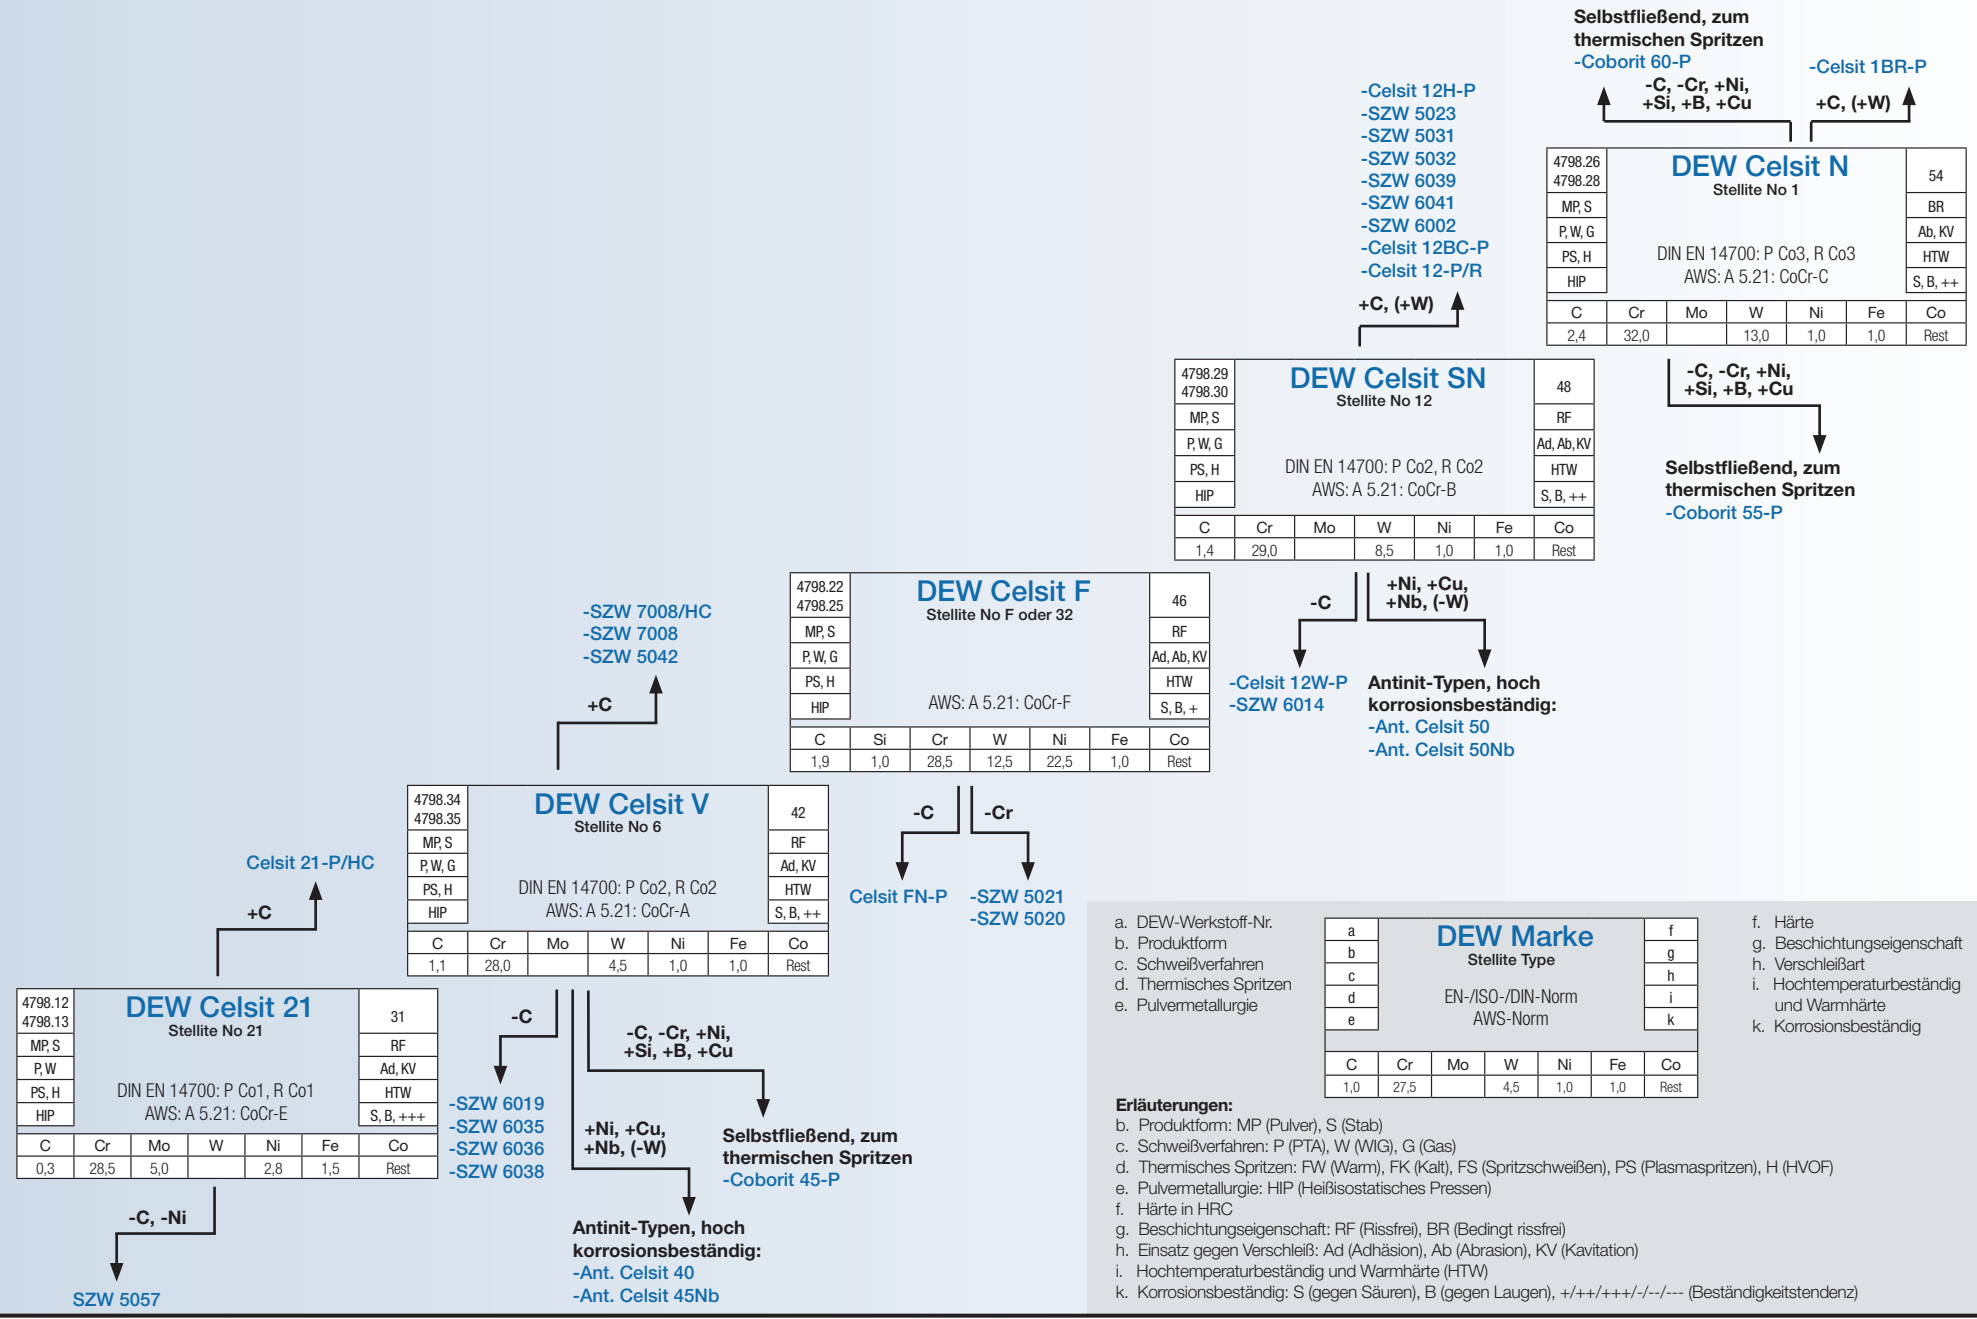 Selbstfließend, zum
thermischen Spritzen
-Coborit 60-P
-C, -Cr, +Ni,
+Si, +B, +Cu
-Celsit 1BR-P
+C, (+W)
4798.26
4798.28
MP, S
P, W, G
PS, H
HIP
DEW Celsit N
Stellite No 1
DIN EN 14700: P Co3, R Co3
AWS: A 5.21: CoCr-C
54
BR
Ab, KV
HTW
S, B, ++
C Cr Mo W Ni Fe Co
2,4 32,0 13,0 1,0 1,0 Rest
-C, -Cr, +Ni,
+Si, +B, +Cu
Selbstfließend, zum
thermischen Spritzen
-Coborit 55-P
-Celsit 12H-P
-SZW 5023
-SZW 5031
-SZW 5032
-SZW 6039
-SZW 6041
-SZW 6002
-Celsit 12BC-P
-Celsit 12-P/R
+C, (+W)
4798.29
4798.30
MP, S
P, W, G
PS, H
HIP
DEW Celsit SN
Stellite No 12
DIN EN 14700: P Co2, R Co2
AWS: A 5.21: CoCr-B
48
RF
Ad, Ab, KV
HTW
S, B, ++
C Cr Mo W Ni Fe Co
1,4 29,0 8,5 1,0 1,0 Rest
-C
+Ni, +Cu,
+Nb, (-W)
-Celsit 12W-P
-SZW 6014
Antinit-Typen, hoch
korrosionsbeständig:
-Ant. Celsit 50
-Ant. Celsit 50Nb
4798.22
4798.25
MP, S
P, W, G
PS, H
HIP
DEW Celsit F
Stellite No F oder 32
AWS: A 5.21: CoCr-F
46
RF
Ad, Ab, KV
HTW
S, B, +
C Si Cr W Ni Fe Co
1,9 1,0 28,5 12,5 22,5 1,0 Rest
-C
-Cr
Celsit FN-P
-SZW 5021
-SZW 5020
-SZW 7008/HC
-SZW 7008
-SZW 5042
+C
4798.34
4798.35
MP, S
P, W, G
PS, H
HIP
DEW Celsit V
Stellite No 6
DIN EN 14700: P Co2, R Co2
AWS: A 5.21: CoCr-A
42
RF
Ad, KV
HTW
S, B, ++
C Cr Mo W Ni Fe Co
1,1 28,0 4,5 1,0 1,0 Rest
-C
-SZW 6019
-SZW 6035
-SZW 6036
-SZW 6038
-C, -Cr, +Ni,
+Si, +B, +Cu
Selbstfließend, zum
thermischen Spritzen
-Coborit 45-P
+Ni, +Cu,
+Nb, (-W)
Antinit-Typen, hoch
korrosionsbeständig:
-Ant. Celsit 40
-Ant. Celsit 45Nb
Celsit 21-P/HC
+C
4798.12
4798.13
MP, S
P, W
PS, H
HIP
DEW Celsit 21
Stellite No 21
DIN EN 14700: P Co1, R Co1
AWS: A 5.21: CoCr-E
31
RF
Ad, KV
HTW
S, B, +++
C Cr Mo W Ni Fe Co
0,3 28,5 5,0 2,8 1,5 Rest
-C, -Ni
SZW 5057
a. DEW-Werkstoff-Nr.
b. Produktform
c. Schweißverfahren
d. Thermisches Spritzen
e. Pulvermetallurgie
a
b
c
d
e
DEW Marke
Stellite Type
EN-/ISO-/DIN-Norm
AWS-Norm
f
g
h
i
k
C Cr Mo W Ni Fe Co
1,0 27,5 4,5 1,0 1,0 Rest
f. Härte
g. Beschichtungseigenschaft
h. Verschleißart
i. Hochtemperaturbeständig
und Warmhärte
k. Korrosionsbeständig
Erläuterungen:
b. Produktform: MP (Pulver), S (Stab)
c. Schweißverfahren: P (PTA), W (WIG), G (Gas)
d. Thermisches Spritzen: FW (Warm), FK (Kalt), FS (Spritzschweißen), PS (Plasmaspritzen), H (HVOF)
e. Pulvermetallurgie: HIP (Heißisostatisches Pressen)
f. Härte in HRC
g. Beschichtungseigenschaft: RF (Rissfrei), BR (Bedingt rissfrei)
h. Einsatz gegen Verschleiß: Ad (Adhäsion), Ab (Abrasion), KV (Kavitation)
i. Hochtemperaturbeständig und Warmhärte (HTW)
k. Korrosionsbeständig: S (gegen Säuren), B (gegen Laugen), +/++/+++/-/--/--- (Beständigkeitstendenz)